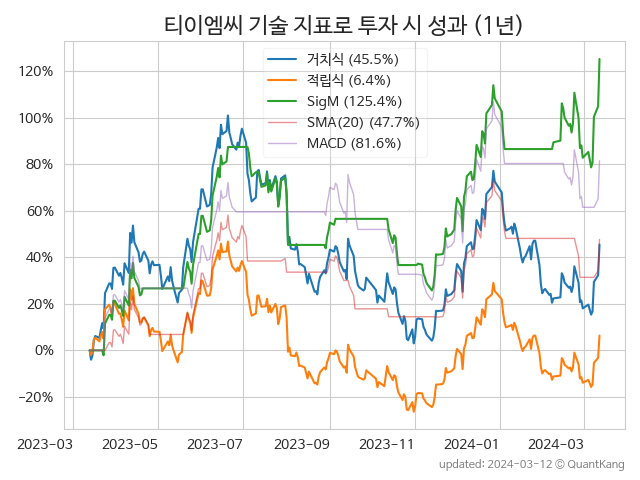 티이엠씨 기술 지표로 투자 시 성과 (1년)
거치식 (45.5%)
적립식 (6.4%)
SigM (125.4%)
SMA(20) (47.7%)
MACD (81.6%)
120%
100%
80%
60%
40%
20%
0%
−20%
2023-03 2023-05 2023-07 2023-09 2023-11 2024-01 2024-03
updated: 2024-03-12 © QuantKang